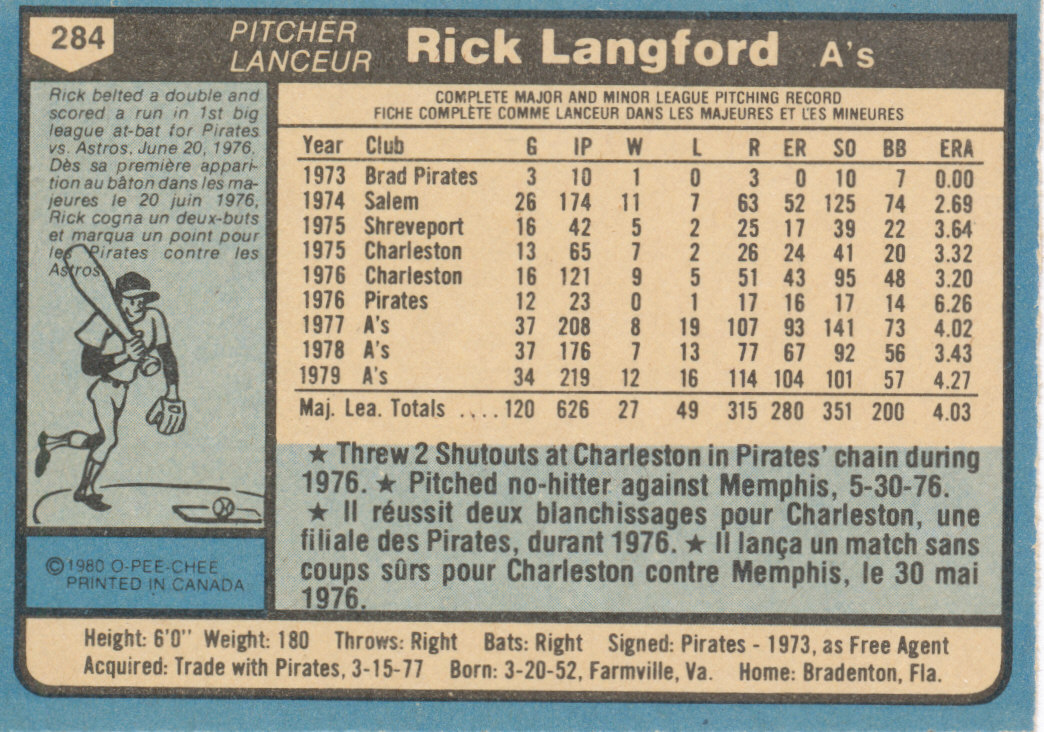 284
PITCHER
LANCEUR
Rick Langford A's
Rick belted a double and
scored a run in 1st big
league at-bat for Pirates
vs. Astros, June 20, 1976.
Dès sa première appari-
tion au bâton dans les ma-
jeures le 20 juin 1976,
Rick cogna un deux-buts
et marqua un point pour
les Pirates contre les
Astros.
COMPLETE MAJOR AND MINOR LEAGUE PITCHING RECORD
FICHE COMPLÈTE COMME LANCEUR DANS LES MAJEURES ET LES MINEURES
Year Club G IP W L R ER SO BB ERA
1973 Brad Pirates 3 10 1 0 3 0 10 7 0.00
1974 Salem 26 174 11 7 63 52 125 74 2.69
1975 Shreveport 16 42 5 2 25 17 39 22 3.64
1975 Charleston 13 65 7 2 26 24 41 20 3.32
1976 Charleston 16 121 9 5 51 43 95 48 3.20
1976 Pirates 12 23 0 1 17 16 17 14 6.26
1977 A's 37 208 8 19 107 93 141 73 4.02
1978 A's 37 176 7 13 77 67 92 56 3.43
1979 A's 34 219 12 16 114 104 101 57 4.27
Maj. Lea. Totals ....120 626 27 49 315 280 351 200 4.03
★ Threw 2 Shutouts at Charleston in Pirates' chain during
1976. ★ Pitched no-hitter against Memphis, 5-30-76.
★ Il réussit deux blanchissages pour Charleston, une
filiale des Pirates, durant 1976. ★ Il lança un match sans
coups sûrs pour Charleston contre Memphis, le 30 mai
1976.
©1980 O-PEE-CHEE
PRINTED IN CANADA
Height: 6'0" Weight: 180 Throws: Right Bats: Right Signed: Pirates - 1973, as Free Agent
Acquired: Trade with Pirates, 3-15-77 Born: 3-20-52, Farmville, Va. Home: Bradenton, Fla.